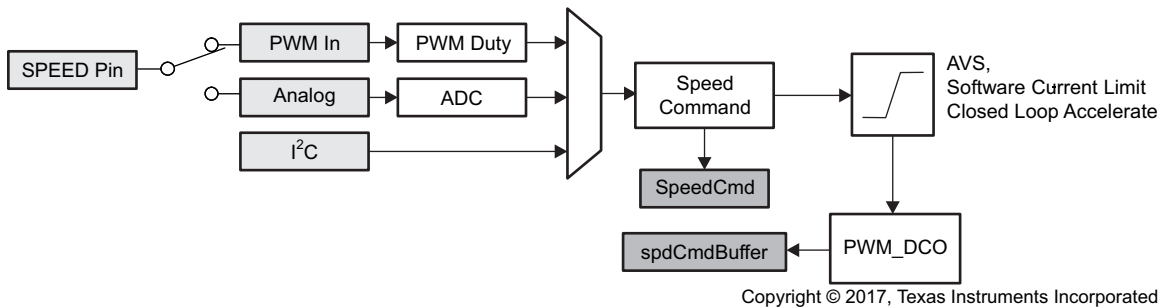 SPEED Pin
PWM In
PWM Duty
Analog
ADC
I²C
Speed
Command
AVS,
Software Current Limit
Closed Loop Accelerate
SpeedCmd
spdCmdBuffer
PWM_DCO
Copyright © 2017, Texas Instruments Incorporated